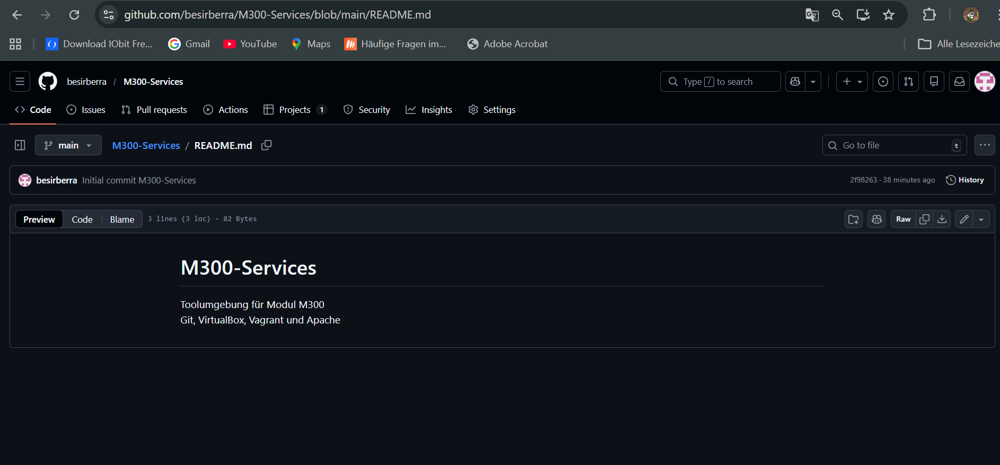 github.com/besirberra/M300-Services/blob/main/README.md
Download IObit Fre... Gmail YouTube Maps Häufige Fragen im... Adobe Acrobat Alle Lesezeiche
besirberra / M300-Services Type / to search
Code Issues Pull requests Actions Projects 1 Security Insights Settings
main M300-Services / README.md Go to file t
besirberra Initial commit M300-Services 2f98263 · 38 minutes ago History
Preview Code Blame 3 lines (3 loc) · 82 Bytes Raw
M300-Services
Toolumgebung für Modul M300
Git, VirtualBox, Vagrant und Apache